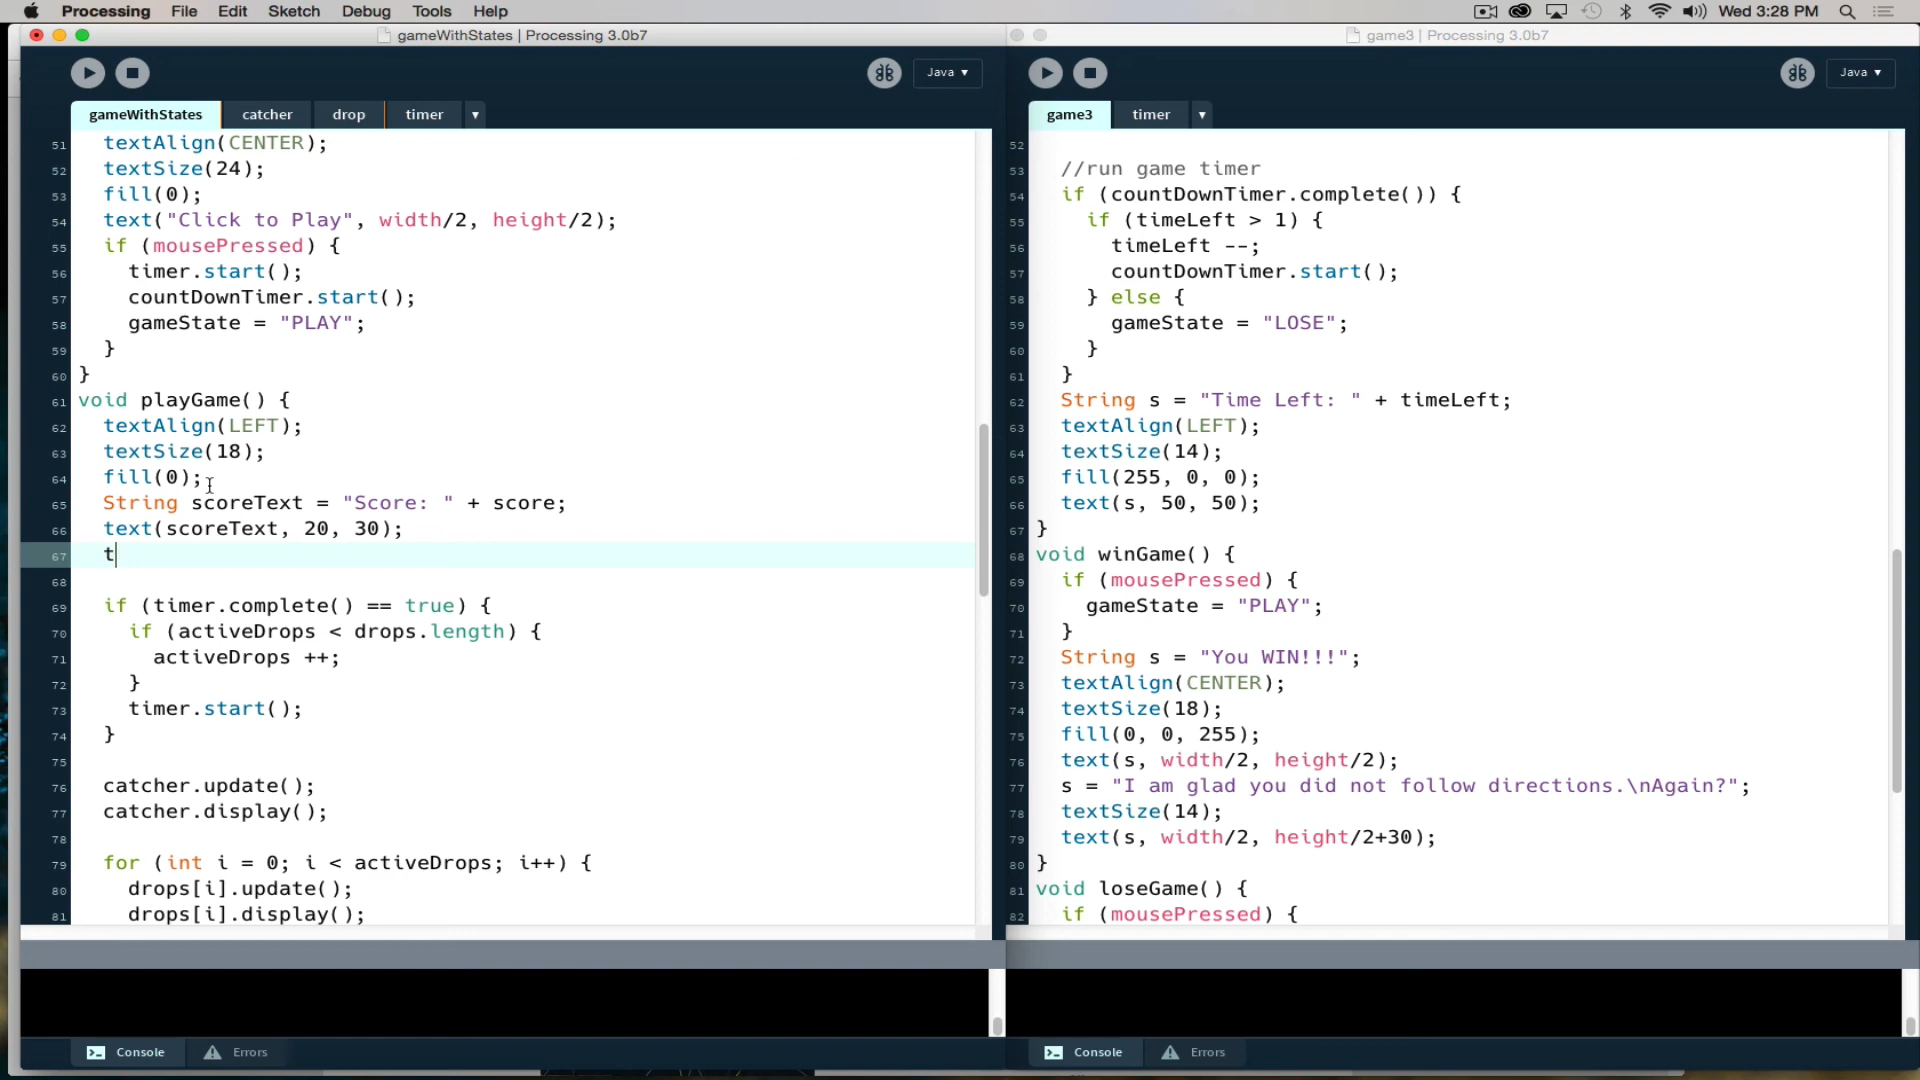 Processing File Edit Sketch Debug Tools Help Wed 3:28 PM
gameWithStates | Processing 3.0b7
Java ▾
gameWithStates catcher drop timer ▾
51 textAlign(CENTER);
52 textSize(24);
53 fill(0);
54 text("Click to Play", width/2, height/2);
55 if (mousePressed) {
56 timer.start();
57 countDownTimer.start();
58 gameState = "PLAY";
59 }
60 }
61 void playGame() {
62 textAlign(LEFT);
63 textSize(18);
64 fill(0);
65 String scoreText = "Score: " + score;
66 text(scoreText, 20, 30);
67 t
68
69 if (timer.complete() == true) {
70 if (activeDrops < drops.length) {
71 activeDrops ++;
72 }
73 timer.start();
74 }
75
76 catcher.update();
77 catcher.display();
78
79 for (int i = 0; i < activeDrops; i++) {
80 drops[i].update();
81 drops[i].display();
Console Errors
game3 | Processing 3.0b7
Java ▾
game3 timer ▾
52
53 //run game timer
54 if (countDownTimer.complete()) {
55 if (timeLeft > 1) {
56 timeLeft --;
57 countDownTimer.start();
58 } else {
59 gameState = "LOSE";
60 }
61 }
62 String s = "Time Left: " + timeLeft;
63 textAlign(LEFT);
64 textSize(14);
65 fill(255, 0, 0);
66 text(s, 50, 50);
67 }
68 void winGame() {
69 if (mousePressed) {
70 gameState = "PLAY";
71 }
72 String s = "You WIN!!!";
73 textAlign(CENTER);
74 textSize(18);
75 fill(0, 0, 255);
76 text(s, width/2, height/2);
77 s = "I am glad you did not follow directions.\nAgain?";
78 textSize(14);
79 text(s, width/2, height/2+30);
80 }
81 void loseGame() {
82 if (mousePressed) {
Console Errors